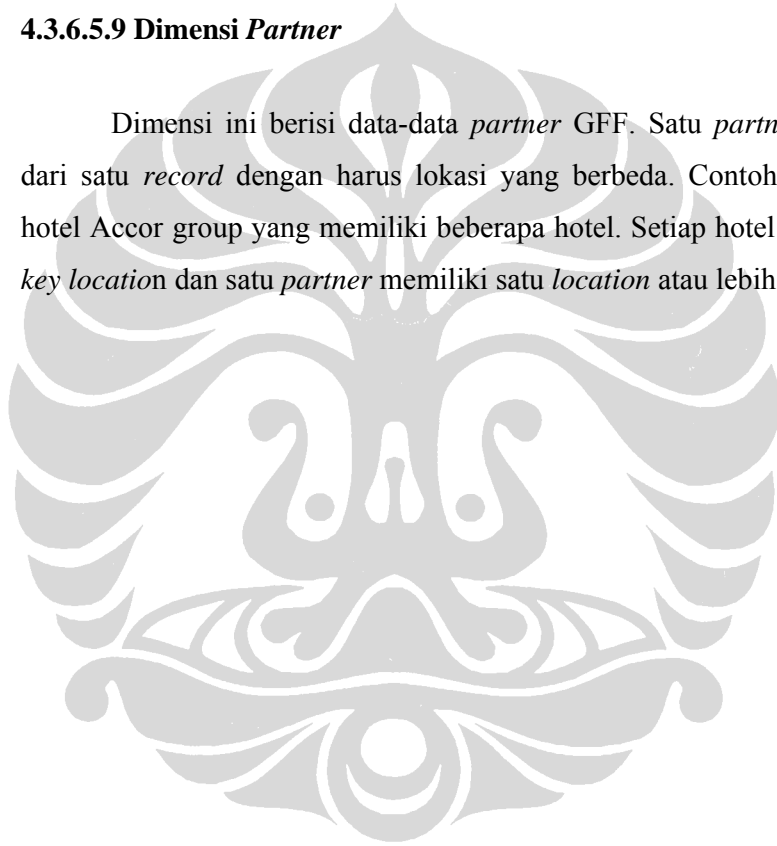 4.3.6.5.9 Dimensi Partner
Dimensi ini berisi data-data partner GFF. Satu
dari satu record dengan harus lokasi yang berbeda. Contoh
hotel Accor group yang memiliki beberapa hotel. Setiap hotel
key location dan satu partner memiliki satu location atau lebih